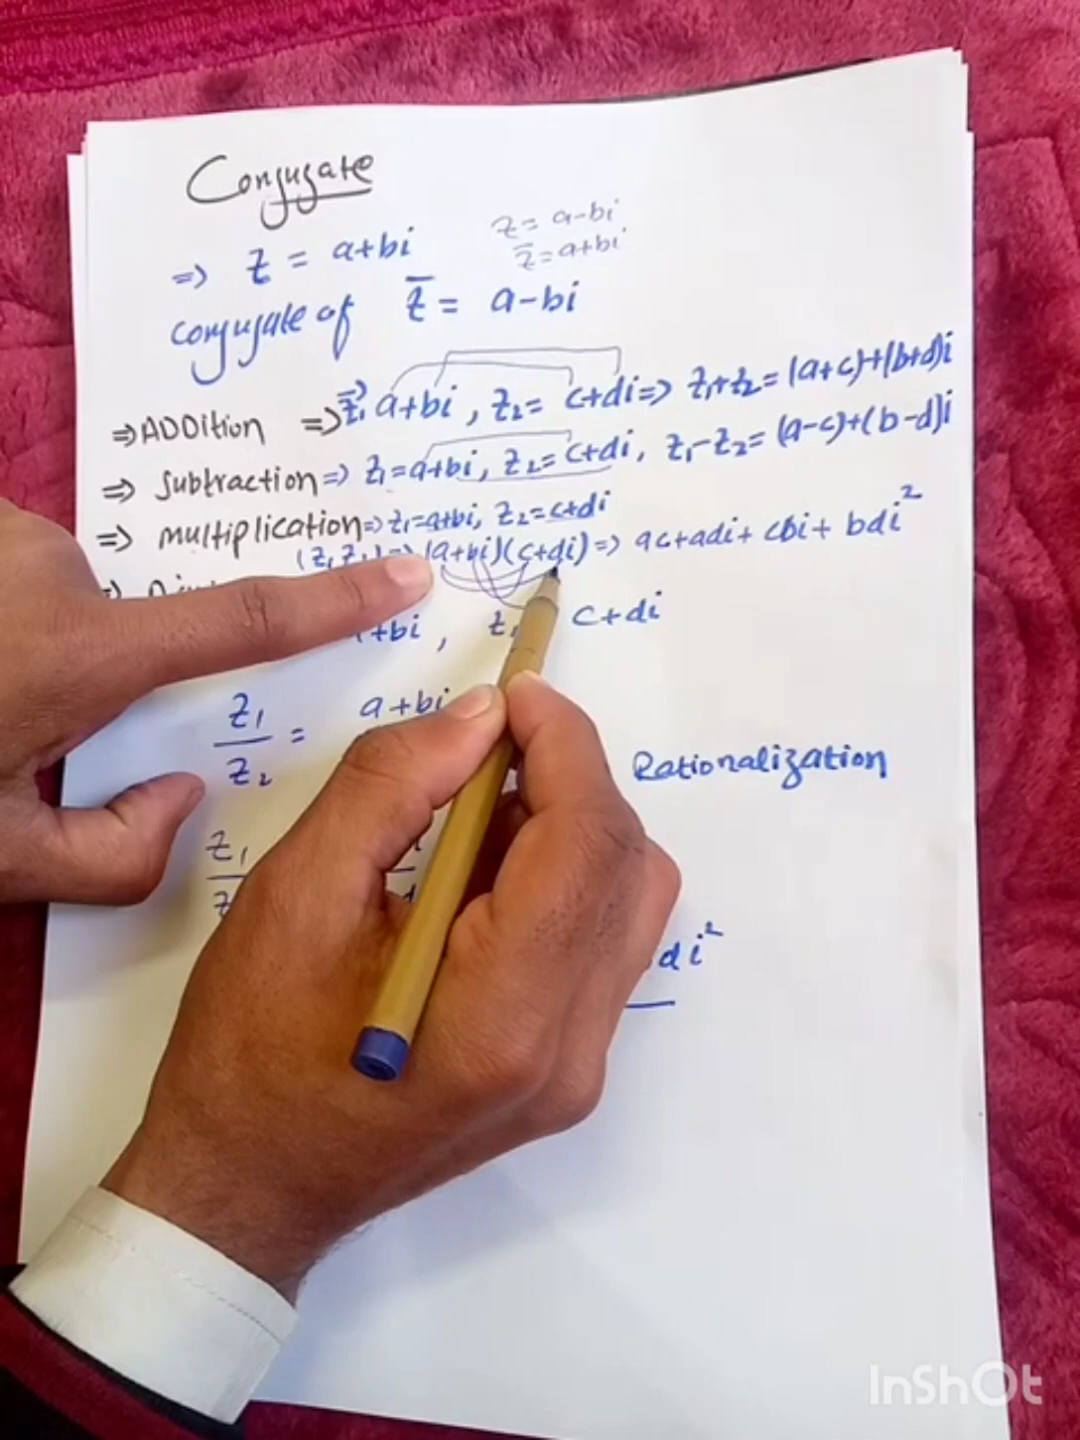 Conjugate
⇒ z = a+bi
z = a-bi
z̄ = a+bi
conjugate of z̄ = a-bi
⇒ ADDition ⇒ z₁ a+bi, z₂ = c+di ⇒ z₁+z₂ = (a+c)+(b+d)i
⇒ subtraction ⇒ z₁=a+bi, z₂=c+di, z₁-z₂=(a-c)+(b-d)i
⇒ multiplication ⇒ z₁=a+bi, z₂=c+di
⇒ (a+bi)(c+di) ⇒ ac+adi+cbi+bdi²
+bi, z c+di
z₁/z₂ = a+bi
Rationalization
z₁
di²
InShOt